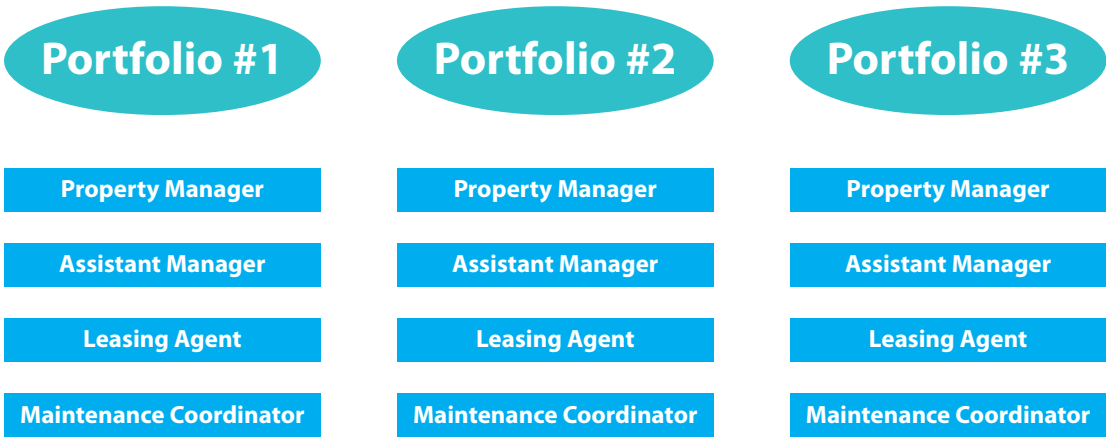 Portfolio #1
Property Manager
Assistant Manager
Leasing Agent
Maintenance Coordinator
Portfolio #2
Property Manager
Assistant Manager
Leasing Agent
Maintenance Coordinator
Portfolio #3
Property Manager
Assistant Manager
Leasing Agent
Maintenance Coordinator